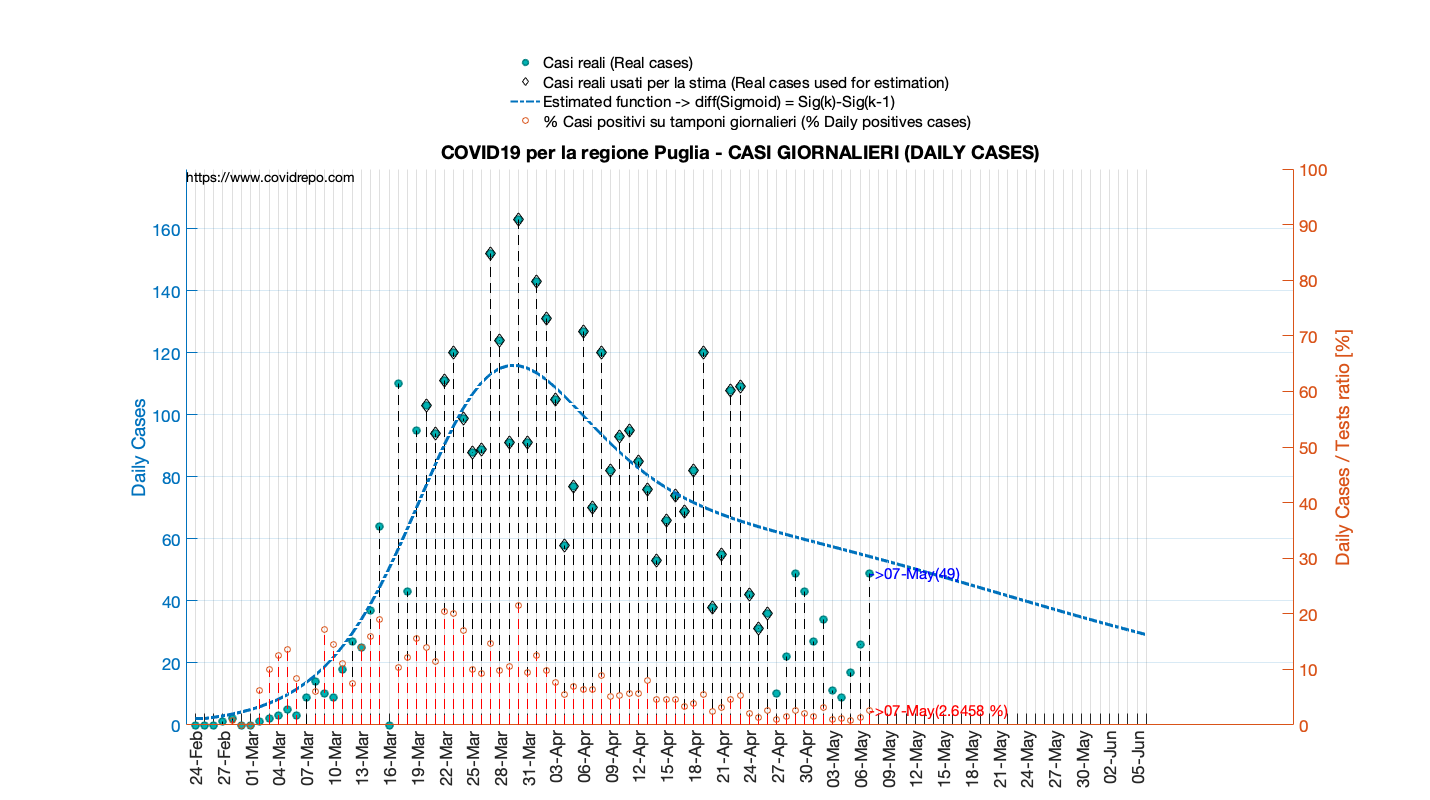 Casi reali (Real cases)
Casi reali usati per la stima (Real cases used for estimation)
Estimated function -> diff(Sigmoid) = Sig(k)-Sig(k-1)
% Casi positivi su tamponi giornalieri (% Daily positives cases)
COVID19 per la regione Puglia - CASI GIORNALIERI (DAILY CASES)
https://www.covidrepo.com
Daily Cases
160
140
120
100
80
60
40
20
0
100
90
80
70
60
50
40
30
20
10
0
Daily Cases / Tests ratio [%]
->07-May(49)
->07-May(2.6458 %)
24-Feb
27-Feb
01-Mar
04-Mar
07-Mar
10-Mar
13-Mar
16-Mar
19-Mar
22-Mar
25-Mar
28-Mar
31-Mar
03-Apr
06-Apr
09-Apr
12-Apr
15-Apr
18-Apr
21-Apr
24-Apr
27-Apr
30-Apr
03-May
06-May
09-May
12-May
15-May
18-May
21-May
24-May
27-May
30-May
02-Jun
05-Jun